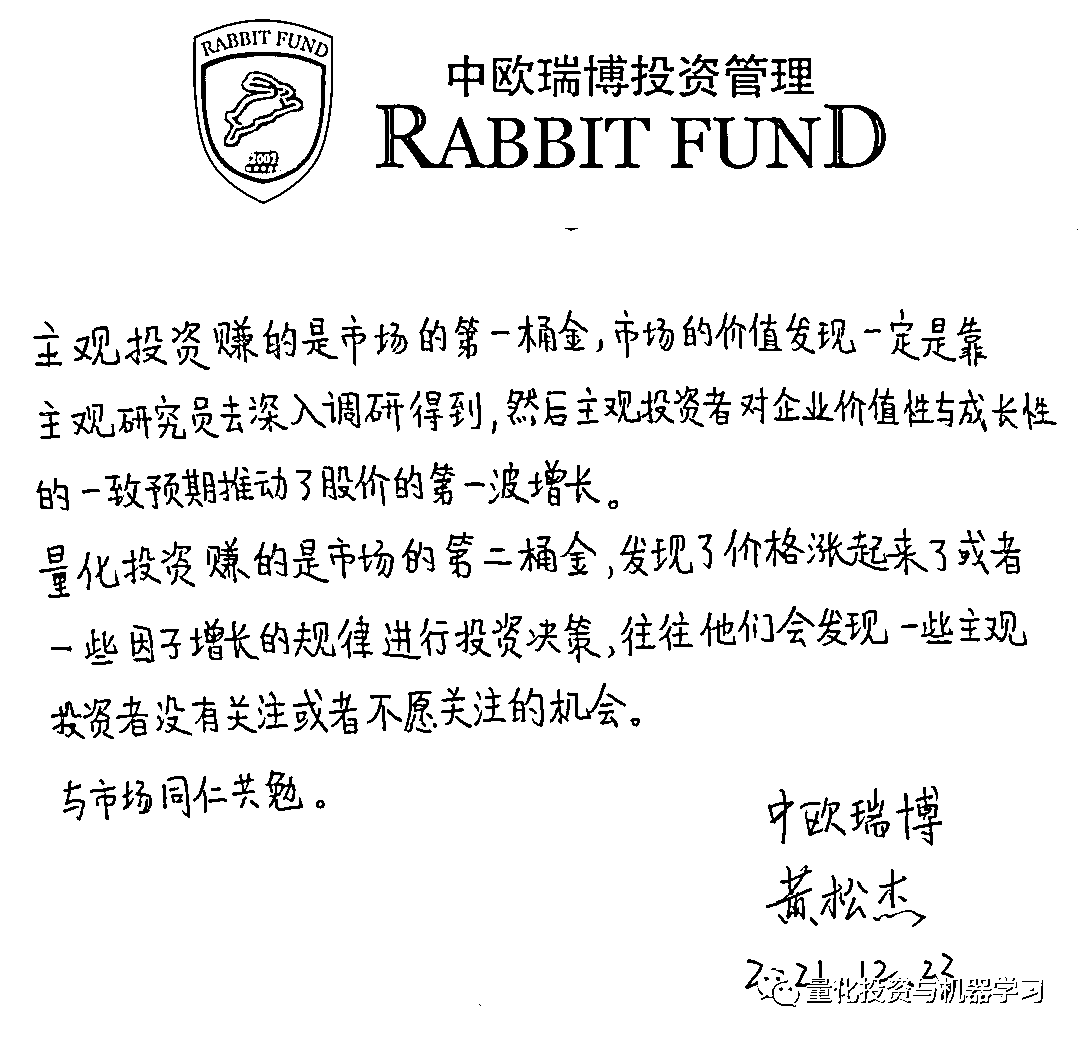 RABBIT FUND
2007
中欧瑞博投资管理
RABBIT FUND
主观投资赚的是市场的第一桶金,市场的价值发现一定是靠
主观研究员去深入调研得到,然后主观投资者对企业价值性与成长性
的一致预期推动了股价的第一波增长。
量化投资赚的是市场的第二桶金,发现了价格涨起来了或者
一些因子增长的规律进行投资决策,往往他们会发现一些主观
投资者没有关注或者不愿关注的机会。
与市场同仁共勉。
中欧瑞博
黄松杰
2021.12.23
量化投资与机器学习